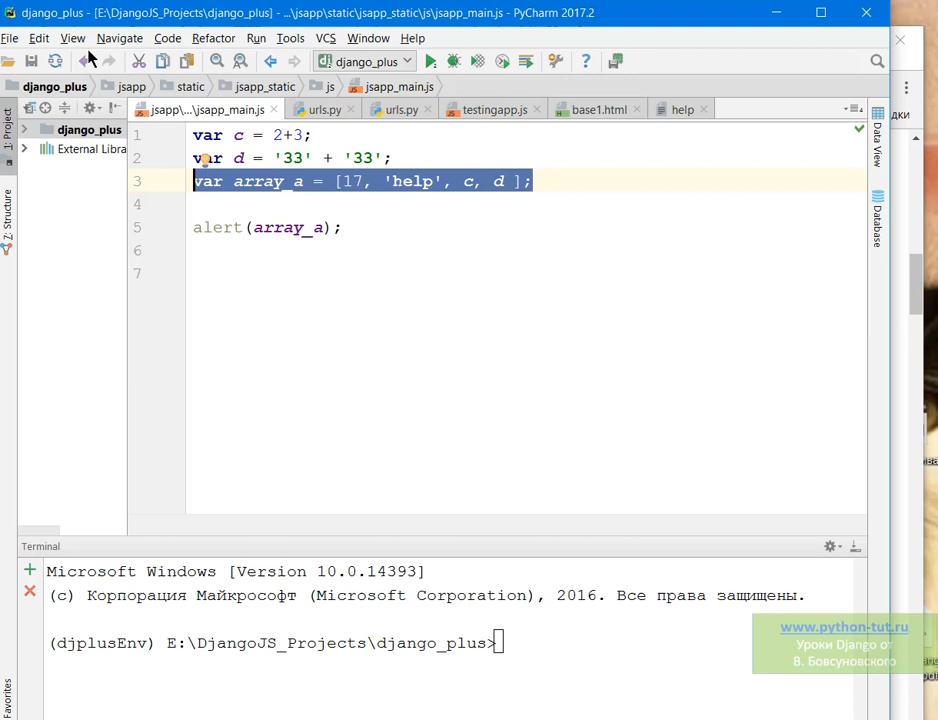 django_plus - [E:\DjangoJS_Projects\django_plus] - ...\jsapp\static\jsapp_static\js\jsapp_main.js - PyCharm 2017.2
File Edit View Navigate Code Refactor Run Tools VCS Window Help
django_plus
django_plus jsapp static jsapp_static js jsapp_main.js
jsapp\...\jsapp_main.js urls.py urls.py testingapp.js base1.html help
1: Project
django_plus
External Libra
Z: Structure
Favorites
1 var c = 2+3;
2 var d = '33' + '33';
3 var array_a = [17, 'help', c, d ];
4
5 alert(array_a);
6
7
Data View
Database
дки
Terminal
Microsoft Windows [Version 10.0.14393]
(c) Корпорация Майкрософт (Microsoft Corporation), 2016. Все права защищены.
(djplusEnv) E:\DjangoJS_Projects\django_plus>
www.python-tut.ru
Уроки Django от
В. Бовсуновского